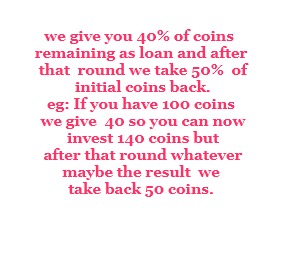 we give you 40% of coins
remaining as loan and after
that round we take 50% of
initial coins back.
eg: If you have 100 coins
we give 40 so you can now
invest 140 coins but
after that round whatever
maybe the result we
take back 50 coins.